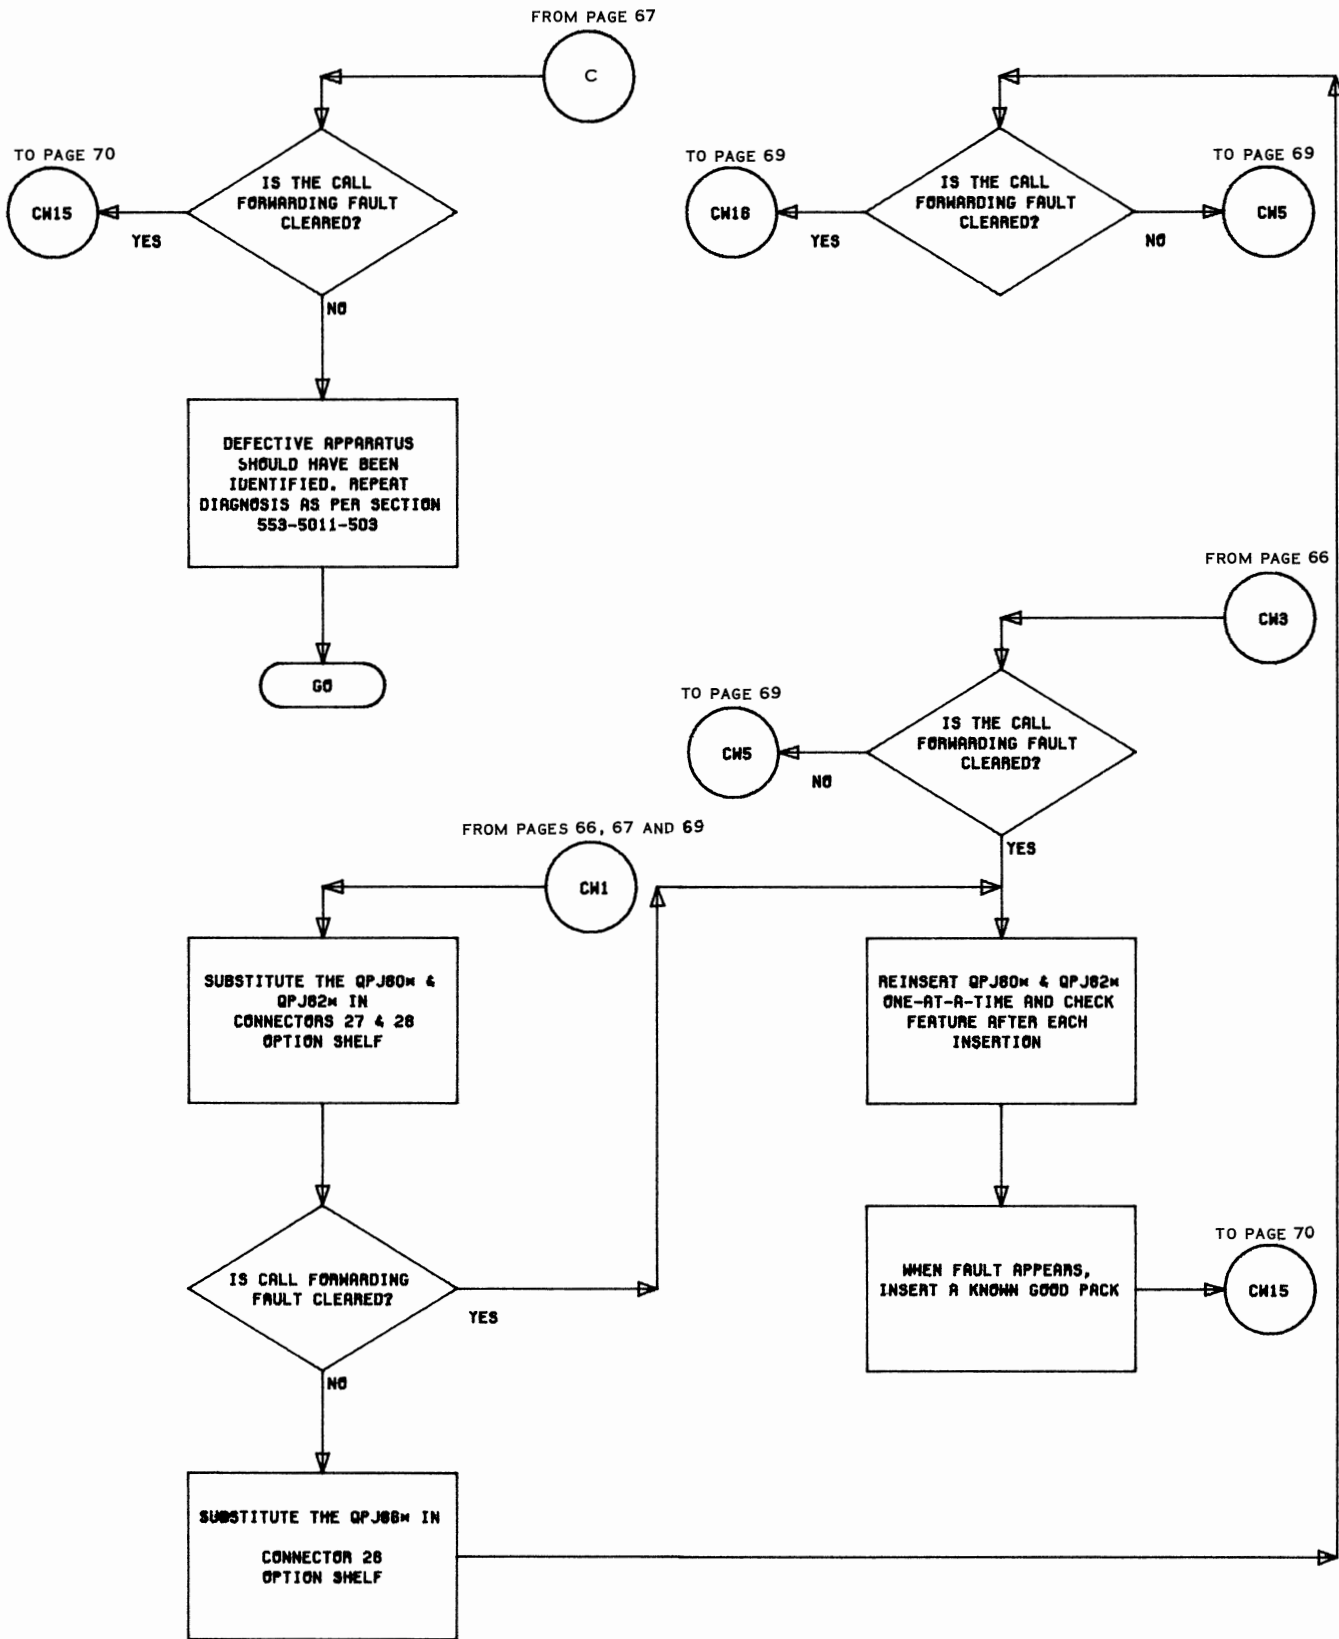 FROM PAGE 67
C
TO PAGE 70
CW15
IS THE CALL
FORWARDING FAULT
CLEARED?
YES
NO
DEFECTIVE APPARATUS
SHOULD HAVE BEEN
IDENTIFIED. REPEAT
DIAGNOSIS AS PER SECTION
553-5011-503
GO
TO PAGE 69
CW16
IS THE CALL
FORWARDING FAULT
CLEARED?
YES
NO
TO PAGE 69
CW5
FROM PAGE 66
CW3
IS THE CALL
FORWARDING FAULT
CLEARED?
TO PAGE 69
CW5
NO
YES
FROM PAGES 66, 67 AND 69
CW1
SUBSTITUTE THE QPJ60* &
QPJ62* IN
CONNECTORS 27 & 28
OPTION SHELF
IS CALL FORWARDING
FAULT CLEARED?
YES
NO
SUBSTITUTE THE QPJ66* IN
CONNECTOR 26
OPTION SHELF
REINSERT QPJ60* & QPJ62*
ONE-AT-A-TIME AND CHECK
FEATURE AFTER EACH
INSERTION
WHEN FAULT APPEARS,
INSERT A KNOWN GOOD PACK
TO PAGE 70
CW15